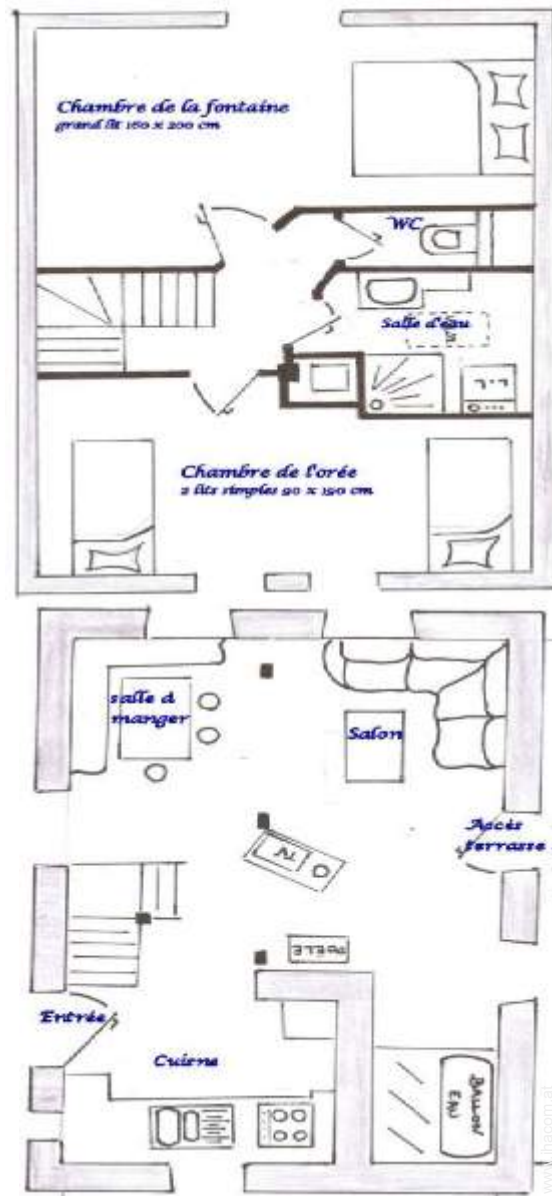 Chambre de la fontaine
grand lit 160 x 200 cm
WC
Salle d'eau
L.L
Chambre de l'orée
2 lits simples 90 x 190 cm
salle à
manger
Salon
Accès
terrasse
TV
POELE
Entrée
Cuisne
BALLON
EAU